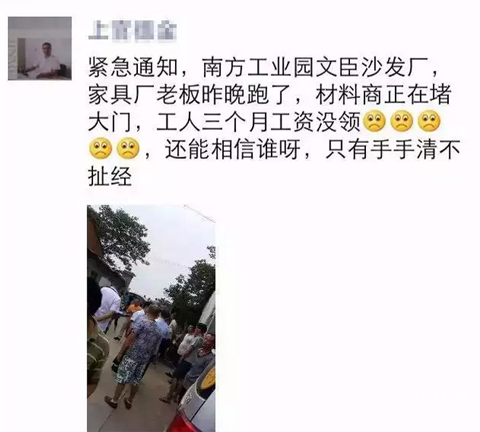 紧急通知，南方工业园文臣沙发厂，
家具厂老板昨晚跑了，材料商正在堵
大门，工人三个月工资没领
，还能相信谁呀，只有手手清不
扯经